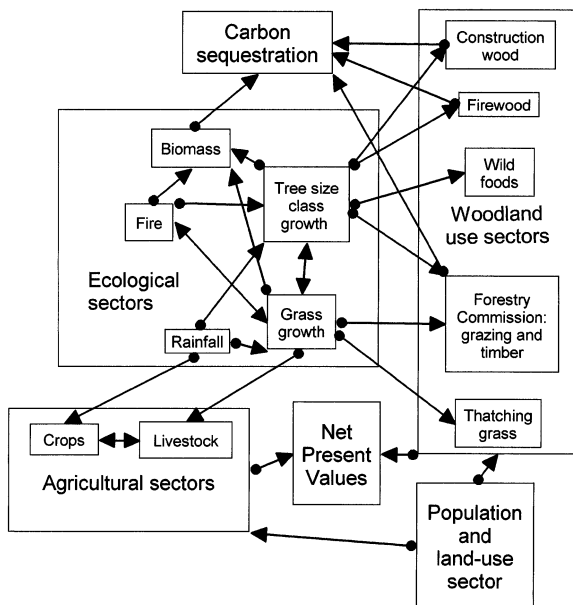 Carbon
sequestration
Construction
wood
Firewood
Biomass
Tree size
class
growth
Wild
foods
Fire
Woodland
use sectors
Ecological
sectors
Grass
growth
Rainfall
Forestry
Commission:
grazing and
timber
Thatching
grass
Crops
Livestock
Agricultural sectors
Net
Present
Values
Population
and
land-use
sector